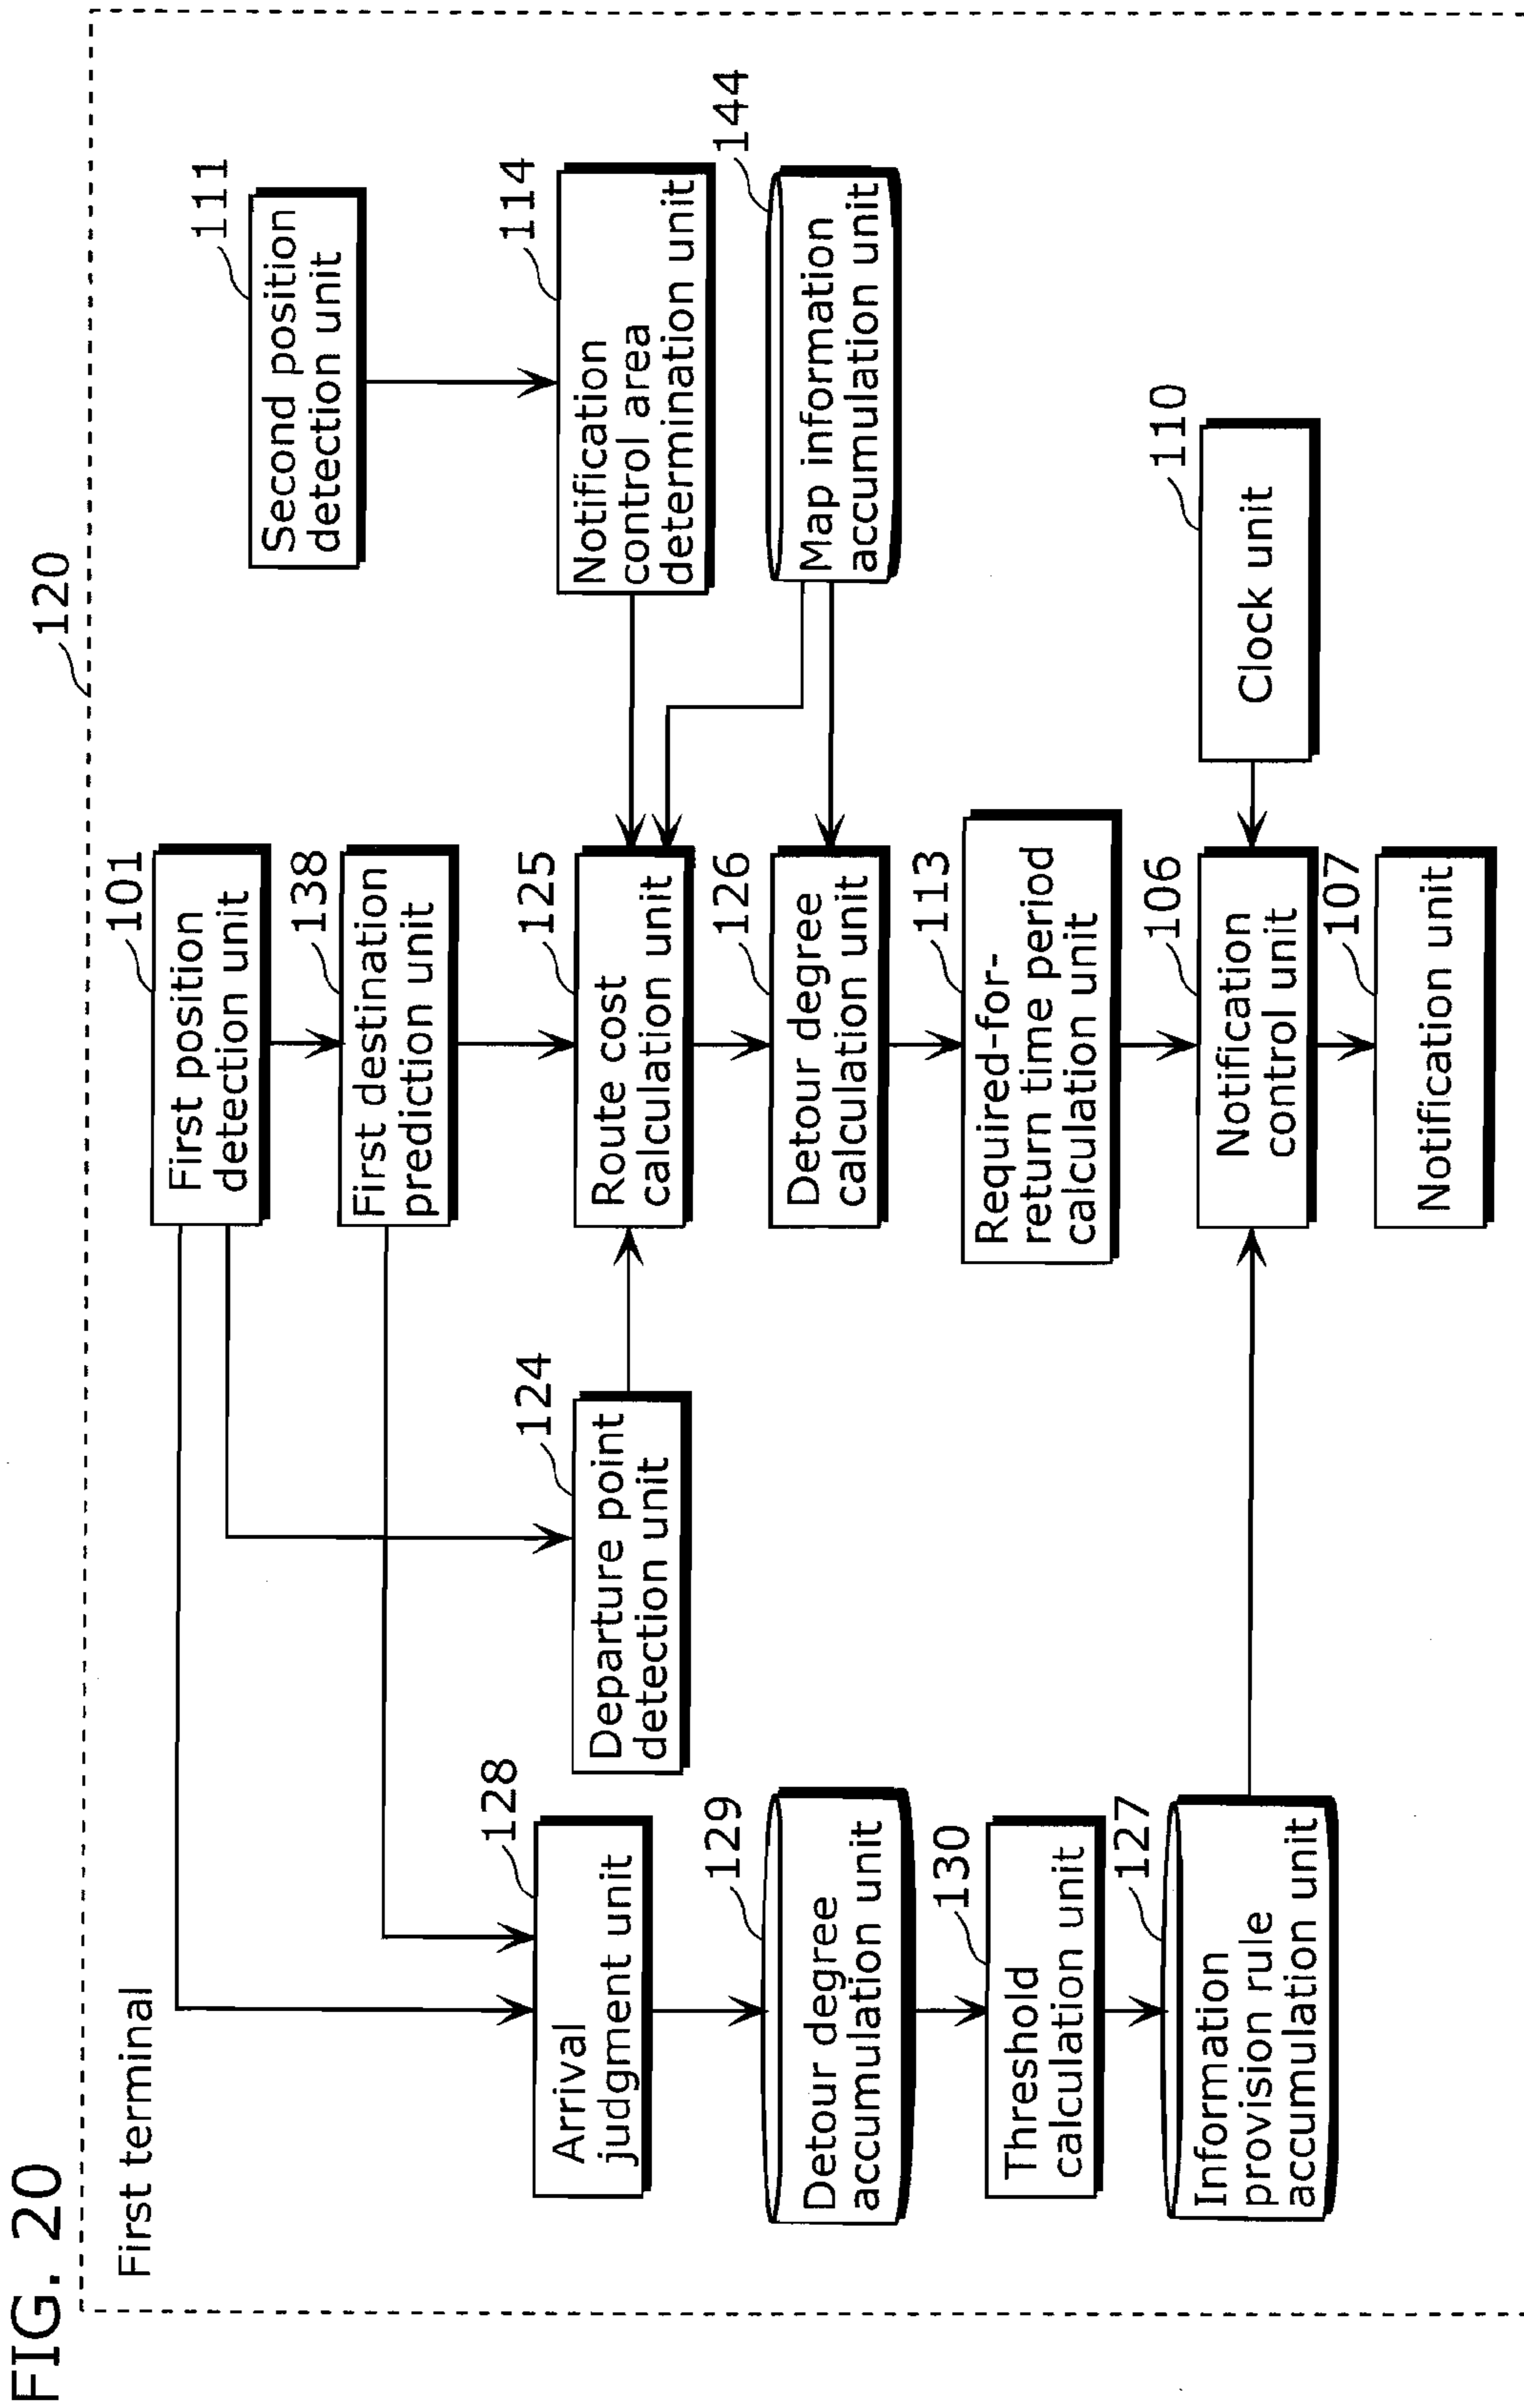 FIG. 20
120
First terminal
101
First position
detection unit
111
Second position
detection unit
138
First destination
prediction unit
128
Arrival
judgment unit
124
Departure point
detection unit
125
Route cost
calculation unit
114
Notification
control area
determination unit
129
Detour degree
accumulation unit
126
Detour degree
calculation unit
144
Map information
accumulation unit
130
Threshold
calculation unit
113
Required-for-
return time period
calculation unit
127
Information
provision rule
accumulation unit
106
Notification
control unit
110
Clock unit
107
Notification unit